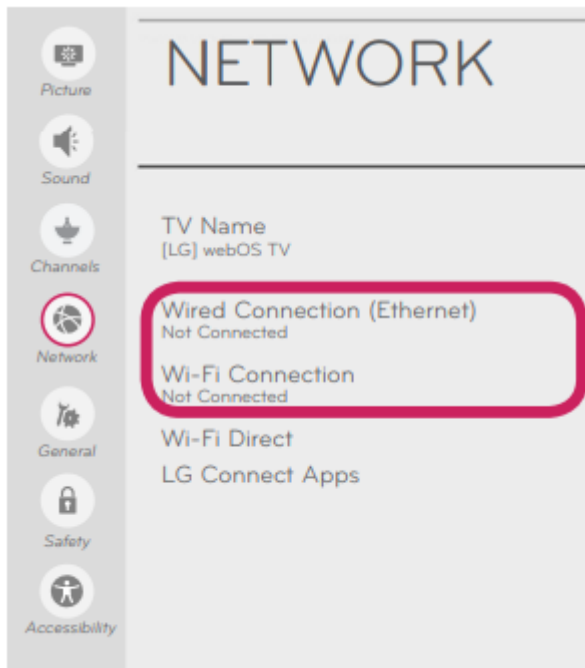 NETWORK
Picture
Sound
Channels
Network
General
Safety
Accessibility
TV Name
[LG] webOS TV
Wired Connection (Ethernet)
Not Connected
Wi-Fi Connection
Not Connected
Wi-Fi Direct
LG Connect Apps